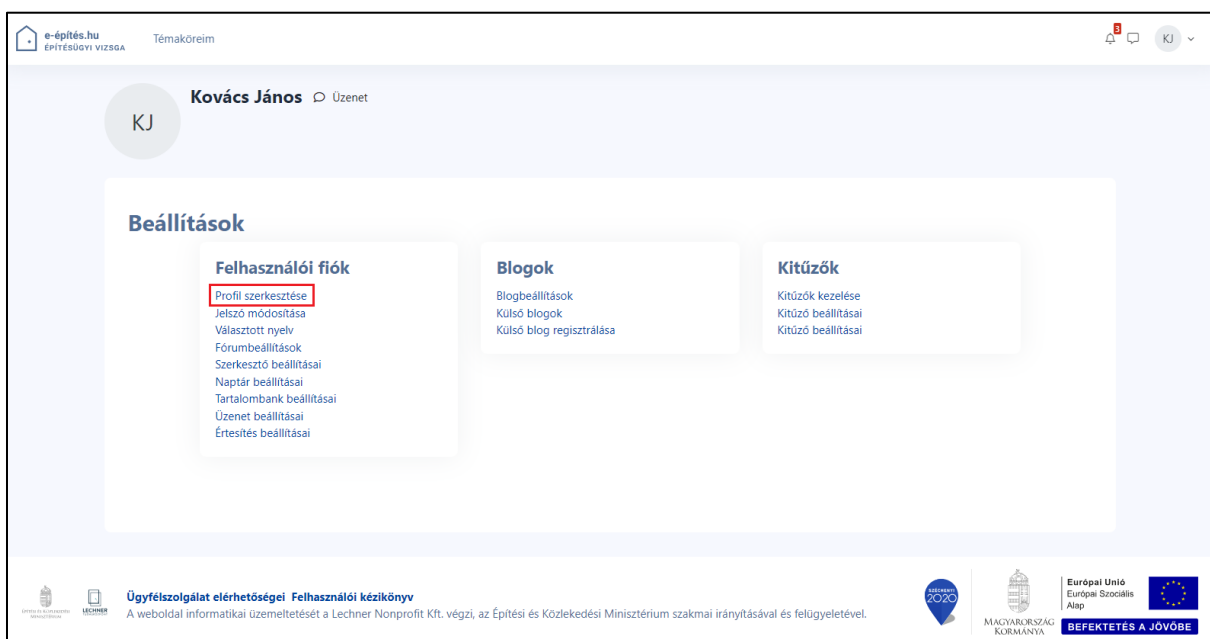 e-építés.hu
ÉPÍTÉSÜGYI VIZSGA
Témaköreim
3
KJ
KJ
Kovács János Üzenet
Beállítások
Felhasználói fiók
Profil szerkesztése
Jelszó módosítása
Választott nyelv
Fórumbeállítások
Szerkesztő beállításai
Naptár beállításai
Tartalombank beállításai
Üzenet beállításai
Értesítés beállításai
Blogok
Blogbeállítások
Külső blogok
Külső blog regisztrálása
Kitűzők
Kitűzők kezelése
Kitűző beállításai
Kitűző beállításai
LECHNER
Ügyfélszolgálat elérhetőségei Felhasználói kézikönyv
A weboldal informatikai üzemeltetését a Lechner Nonprofit Kft. végzi, az Építési és Közlekedési Minisztérium szakmai irányításával és felügyeletével.
SZÉCHENYI
2020
MAGYARORSZÁG
KORMÁNYA
Európai Unió
Európai Szociális
Alap
BEFEKTETÉS A JÖVŐBE